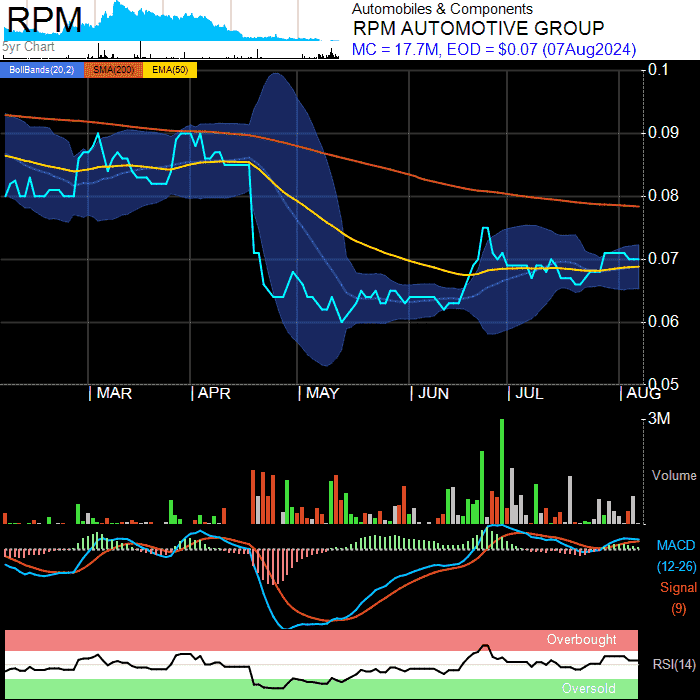 RPM
5yr Chart
Automobiles & Components
RPM AUTOMOTIVE GROUP
MC = 17.7M, EOD = $0.07 (07Aug2024)
BollBands(20,2) SMA(200) EMA(50)
0.1
0.09
0.08
0.07
0.06
0.05
MAR APR MAY JUN JUL AUG
3M
Volume
MACD
(12-26)
Signal
(9)
Overbought
RSI(14)
Oversold